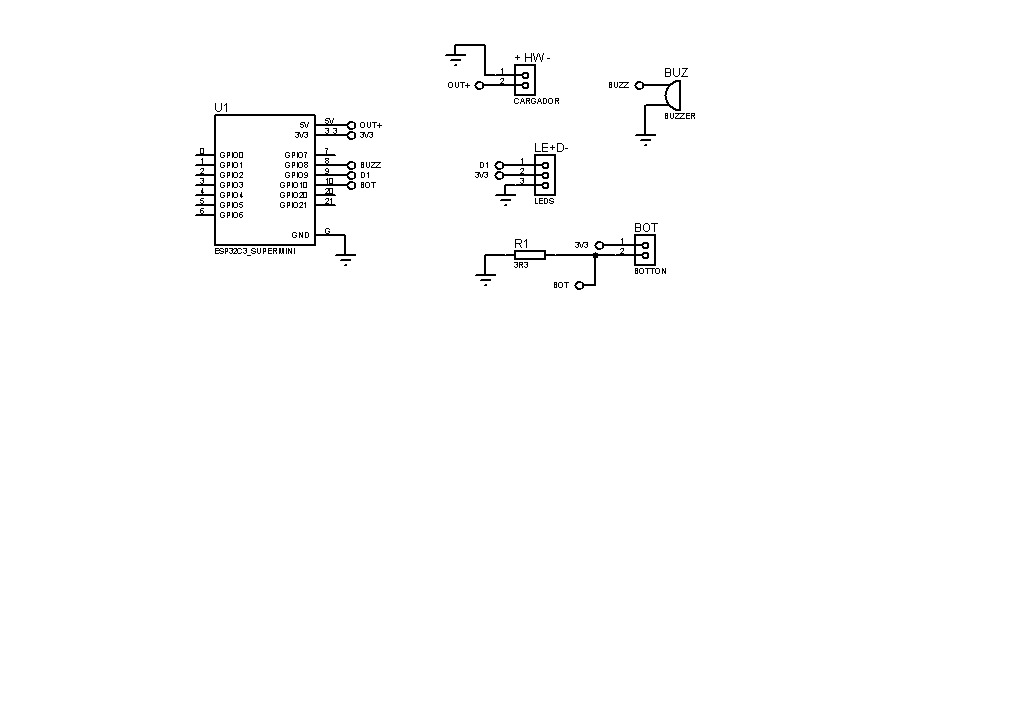 U1
5V 5V OUT+
3V3 3.3 3V3
0 GPIO0 GPIO7 7
1 GPIO1 GPIO8 8 BUZZ
2 GPIO2 GPIO9 9 D1
3 GPIO3 GPIO10 10 BOT
4 GPIO4 GPIO20 20
5 GPIO5 GPIO21 21
6 GPIO6
GND G
ESP32C3_SUPERMINI
+ HW -
1
OUT+ 2
CARGADOR
BUZ
BUZZ
BUZZER
LE+D-
D1 1
3V3 2
3
LEDS
BOT
3V3 1
2
BOTTON
R1
3R3
BOT